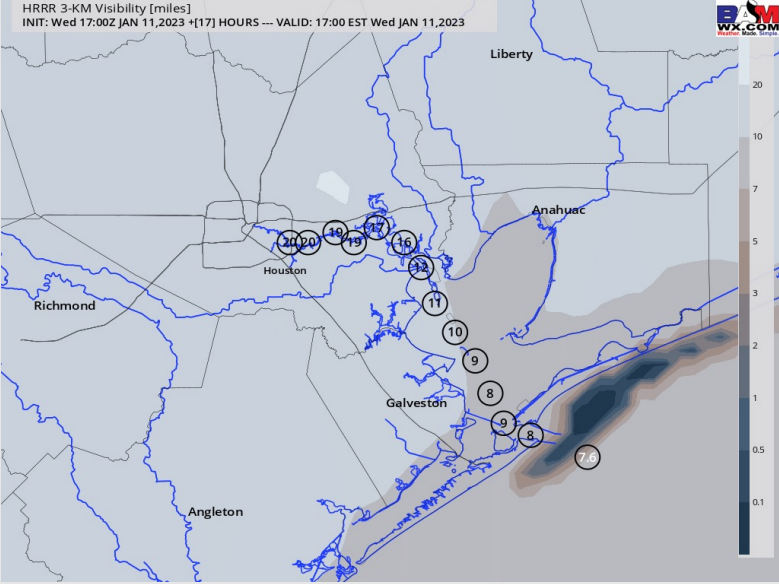 HRRR 3-KM Visibility [miles]
INIT: Wed 17:00Z JAN 11,2023 +[17] HOURS --- VALID: 17:00 EST Wed JAN 11,2023
BAM
WX.COM
Weather. Made. Simple.
Liberty
20
10
7
Anahuac
19
17
20
20
19
16
5
Houston
12
3
11
Richmond
10
2
9
8
1
Galveston
9
8
0.5
7.6
0.1
Angleton